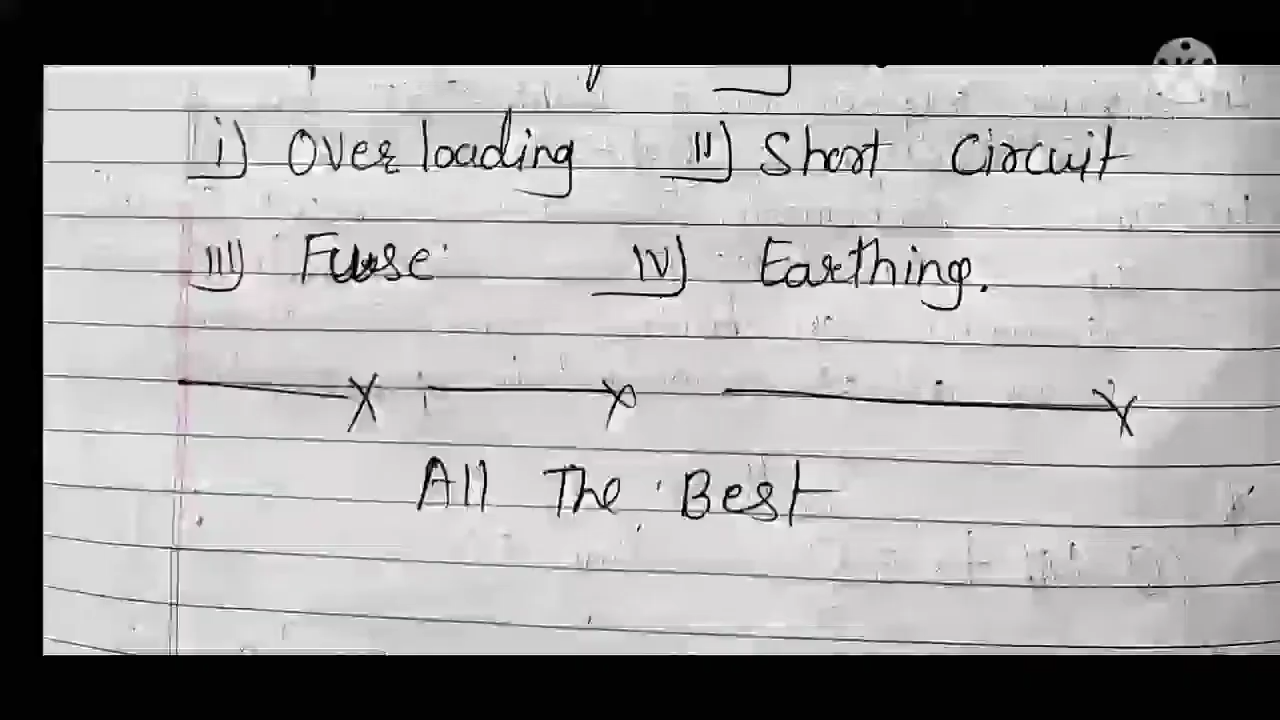 i) Over loading ii) Short Circuit
iii) Fuse iv) Earthing.
All The Best